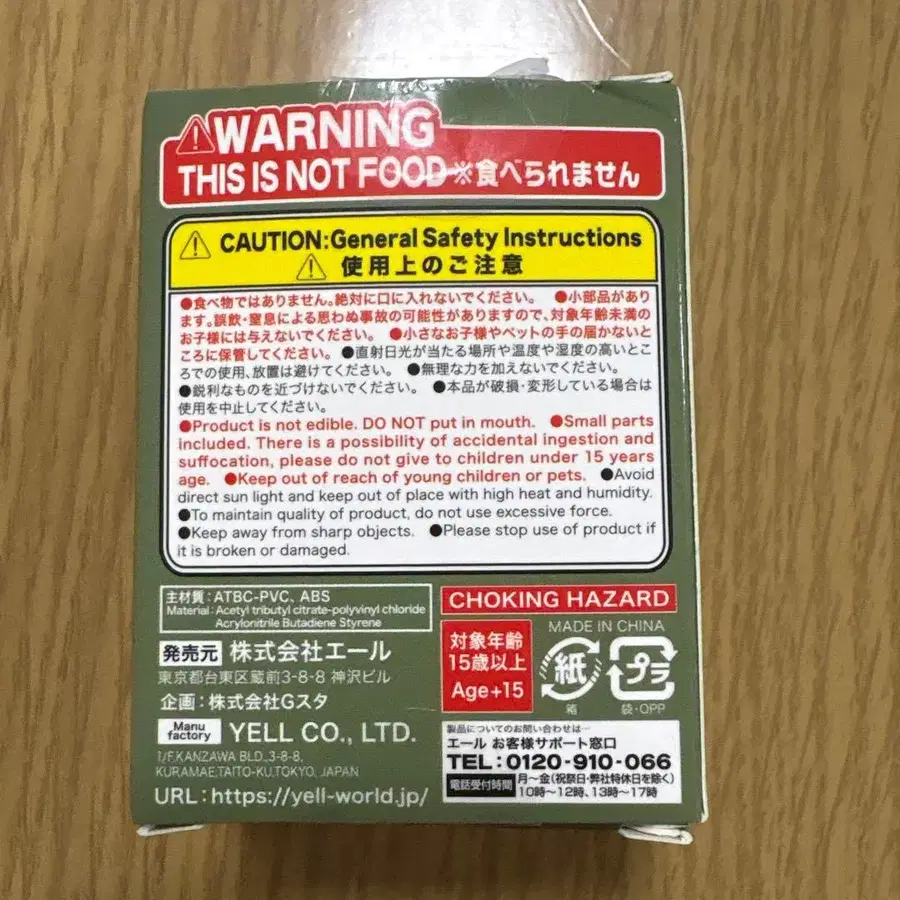 ⚠WARNING
THIS IS NOT FOOD ※食べられません
⚠ CAUTION:General Safety Instructions
⚠ 使用上のご注意
●食べ物ではありません。絶対に口に入れないでください。 ●小部品があり
ます。誤飲・窒息による思わぬ事故の可能性がありますので、対象年齢未満の
お子様には与えないでください。 ●小さなお子様やペットの手の届かないと
ころに保管してください。 ●直射日光が当たる場所や温度や湿度の高いとこ
ろでの使用、放置は避けてください。 ●無理な力を加えないでください。
●鋭利なものを近づけないでください。 ●本品が破損・変形している場合は
使用を中止してください。
●Product is not edible. DO NOT put in mouth. ●Small parts
included. There is a possibility of accidental ingestion and
suffocation, please do not give to children under 15 years
age. ●Keep out of reach of young children or pets. ●Avoid
direct sun light and keep out of place with high heat and humidity.
●To maintain quality of product, do not use excessive force.
●Keep away from sharp objects. ●Please stop use of product if
it is broken or damaged.
主材質:ATBC-PVC、ABS
Material:Acetyl tributyl citrate-polyvinyl chloride
Acrylonitrile Butadiene Styrene
発売元 株式会社エール
東京都台東区蔵前3-8-8 神沢ビル
企画:株式会社Gスタ
Manu factory YELL CO., LTD.
1/F.KANZAWA BLD.,3-8-8,
KURAMAE,TAITO-KU,TOKYO, JAPAN
URL:https://yell-world.jp/
CHOKING HAZARD
対象年齢
15歳以上
Age+15
MADE IN CHINA
紙
箱
プラ
袋・OPP
製品についてのお問い合わせは…
エール お客様サポート窓口
TEL:0120-910-066
電話受付時間 月〜金(祝祭日・弊社特休日を除く)
10時〜12時、13時〜17時